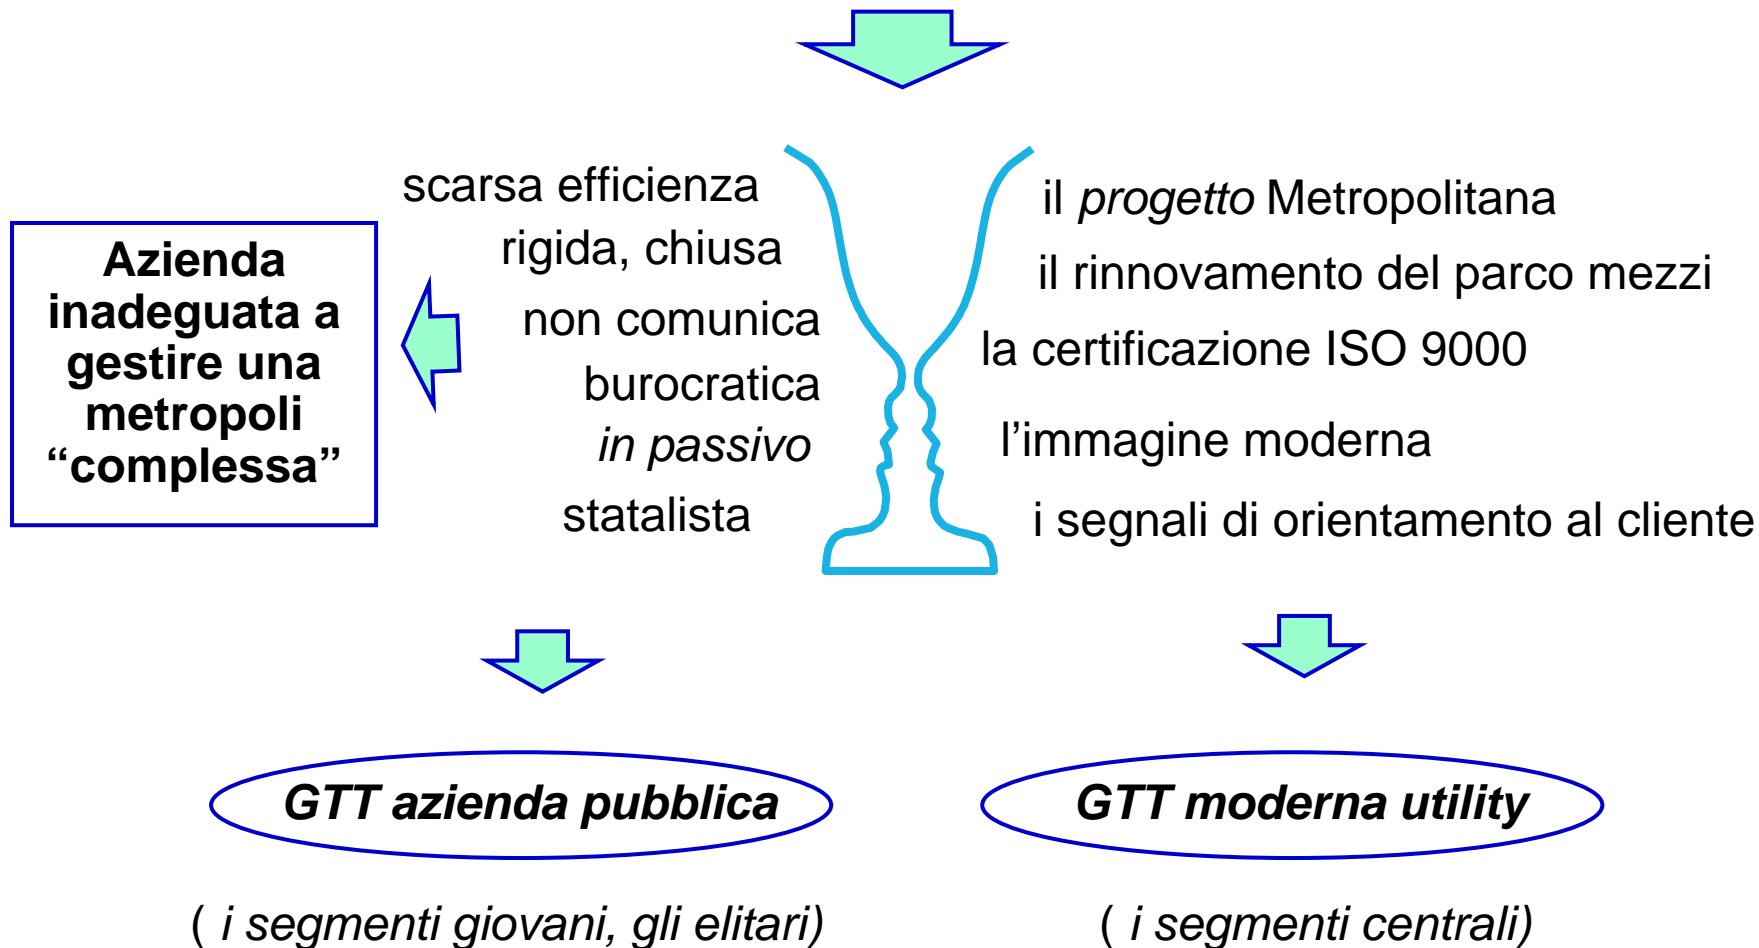 Azienda
inadeguata a
gestire una
metropoli
“complessa”
scarsa efficienza
rigida, chiusa
non comunica
burocratica
in passivo
statalista
il progetto Metropolitana
il rinnovamento del parco mezzi
la certificazione ISO 9000
l’immagine moderna
i segnali di orientamento al cliente
GTT azienda pubblica
( i segmenti giovani, gli elitari)
GTT moderna utility
( i segmenti centrali)